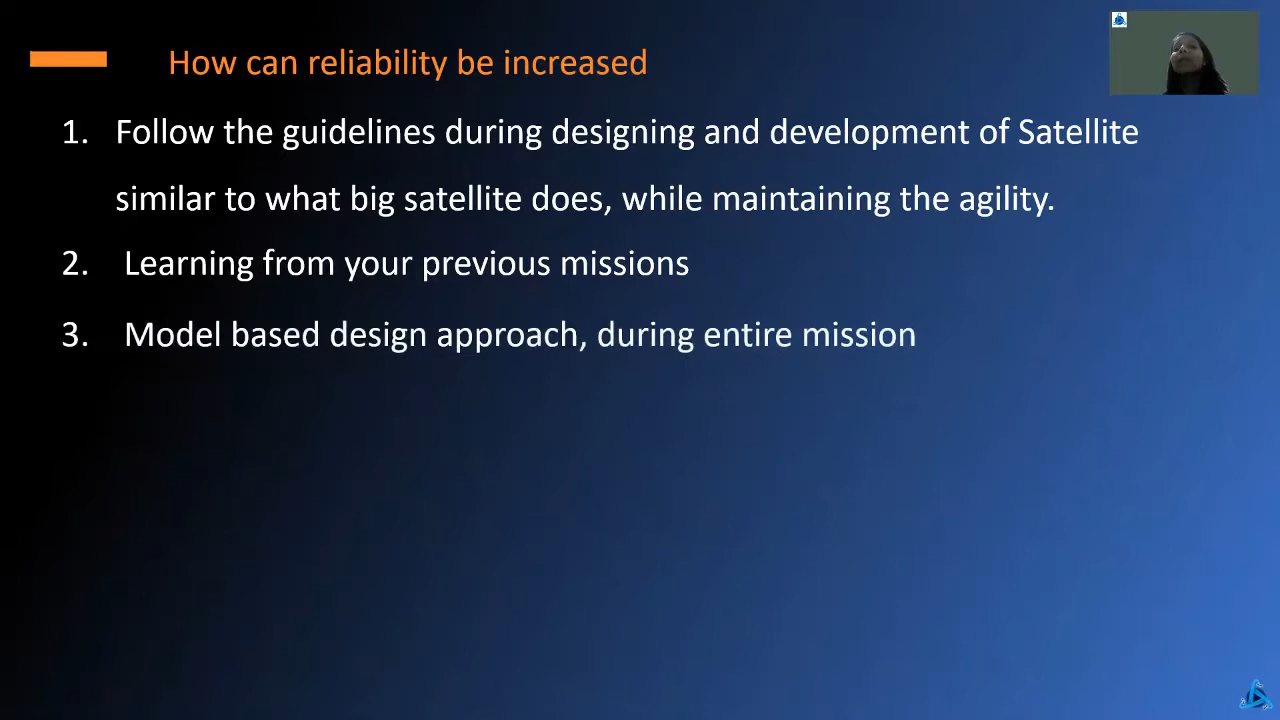 How can reliability be increased
1. Follow the guidelines during designing and development of Satellite
similar to what big satellite does, while maintaining the agility.
2. Learning from your previous missions
3. Model based design approach, during entire mission